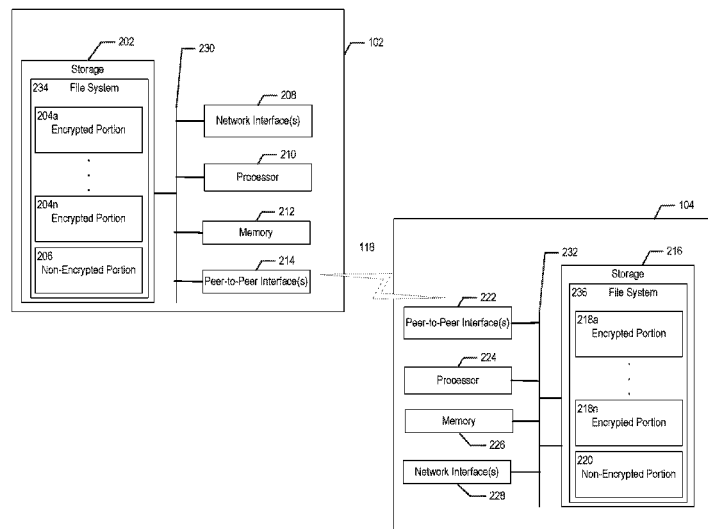 202
230
102
Storage
234 File System
204a
Encrypted Portion
204n
Encrypted Portion
206
Non-Encrypted Portion
208
Network Interface(s)
210
Processor
212
Memory
214
Peer-to-Peer Interface(s)
118
104
232
216
Storage
236 File System
218a
Encrypted Portion
218n
Encrypted Portion
220
Non-Encrypted Portion
222
Peer-to-Peer Interface(s)
224
Processor
Memory
226
Network Interface(s)
228